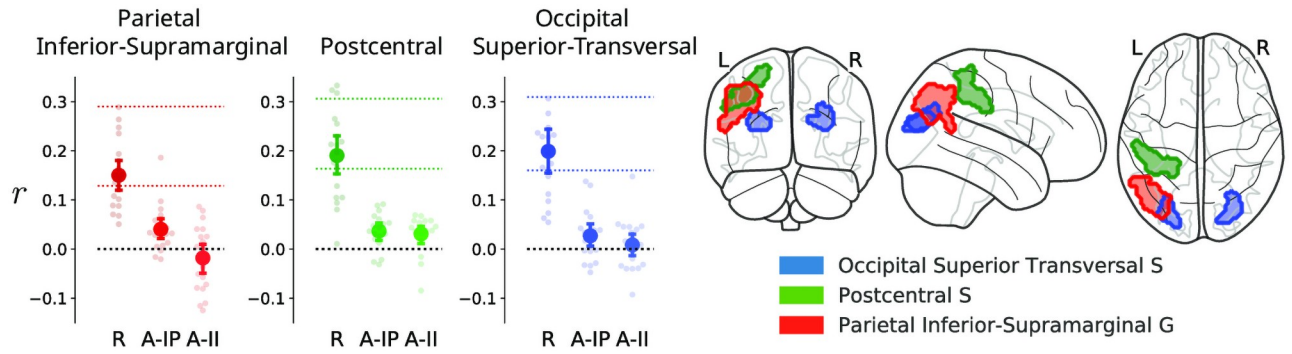 Parietal
Inferior-Supramarginal
Postcentral
Occipital
Superior-Transversal
r
0.3
0.2
0.1
0.0
−0.1
R A-IP A-II
0.3
0.2
0.1
0.0
−0.1
R A-IP A-II
0.3
0.2
0.1
0.0
−0.1
R A-IP A-II
L R
L R
Occipital Superior Transversal S
Postcentral S
Parietal Inferior-Supramarginal G